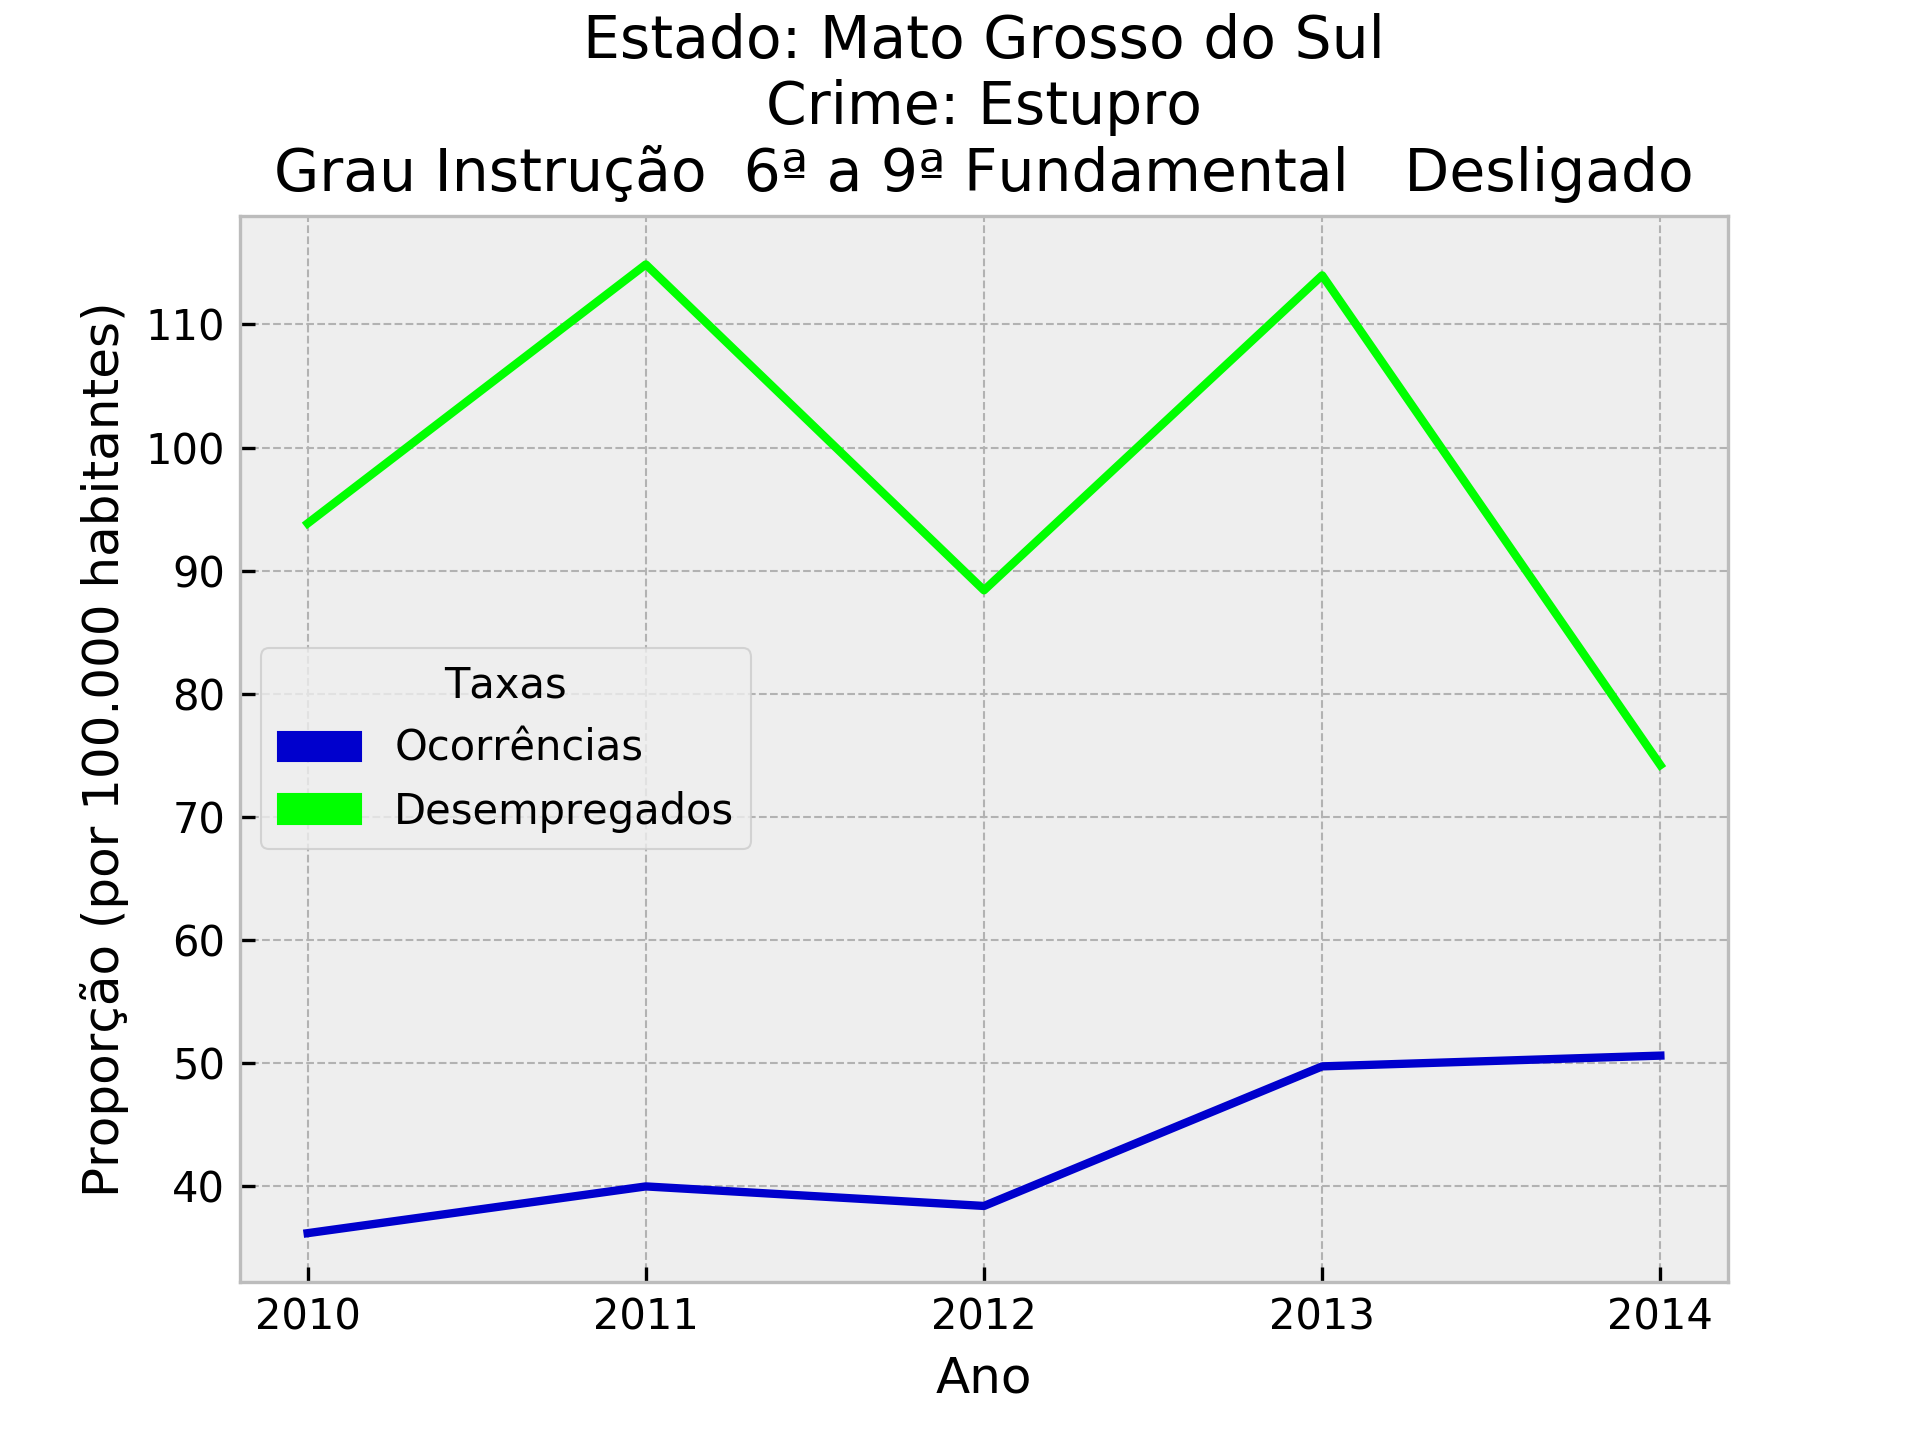 Estado: Mato Grosso do Sul
Crime: Estupro
Grau Instrução  6ª a 9ª Fundamental   Desligado
Proporção (por 100.000 habitantes)
110
100
90
80
70
60
50
40
Taxas
Ocorrências
Desempregados
2010 2011 2012 2013 2014
Ano